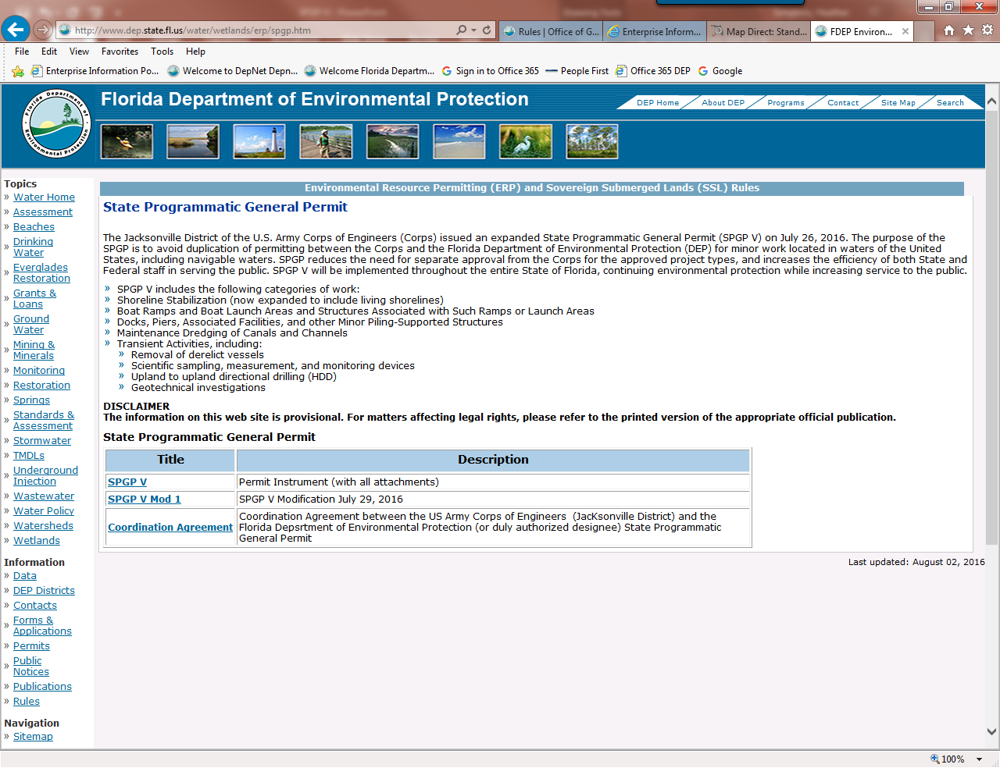 http://www.dep.state.fl.us/water/wetlands/erp/spgp.htm
Rules | Office of G...
Enterprise Inform...
Map Direct: Stand...
FDEP Environ...
File Edit View Favorites Tools Help
Enterprise Information Po...
Welcome to DepNet Depn...
Welcome Florida Departm...
Sign in to Office 365
People First
Office 365 DEP
Google
Florida Department of Environmental Protection
Florida Department of Environmental Protection
DEP Home
About DEP
Programs
Contact
Site Map
Search
Topics
» Water Home
» Assessment
» Beaches
» Drinking
Water
» Everglades
Restoration
» Grants &
Loans
» Ground
Water
» Mining &
Minerals
» Monitoring
» Restoration
» Springs
» Standards &
Assessment
» Stormwater
» TMDLs
» Underground
Injection
» Wastewater
» Water Policy
» Watersheds
» Wetlands
Information
» Data
» DEP Districts
» Contacts
» Forms &
Applications
» Permits
» Public
Notices
» Publications
» Rules
Navigation
» Sitemap
Environmental Resource Permitting (ERP) and Sovereign Submerged Lands (SSL) Rules
State Programmatic General Permit
The Jacksonville District of the U.S. Army Corps of Engineers (Corps) issued an expanded State Programmatic General Permit (SPGP V) on July 26, 2016. The purpose of the
SPGP is to avoid duplication of permitting between the Corps and the Florida Department of Environmental Protection (DEP) for minor work located in waters of the United
States, including navigable waters. SPGP reduces the need for separate approval from the Corps for the approved project types, and increases the efficiency of both State and
Federal staff in serving the public. SPGP V will be implemented throughout the entire State of Florida, continuing environmental protection while increasing service to the public.
» SPGP V includes the following categories of work:
» Shoreline Stabilization (now expanded to include living shorelines)
» Boat Ramps and Boat Launch Areas and Structures Associated with Such Ramps or Launch Areas
» Docks, Piers, Associated Facilities, and other Minor Piling-Supported Structures
» Maintenance Dredging of Canals and Channels
» Transient Activities, including:
» Removal of derelict vessels
» Scientific sampling, measurement, and monitoring devices
» Upland to upland directional drilling (HDD)
» Geotechnical investigations
DISCLAIMER
The information on this web site is provisional. For matters affecting legal rights, please refer to the printed version of the appropriate official publication.
State Programmatic General Permit
Title Description
SPGP V Permit Instrument (with all attachments)
SPGP V Mod 1 SPGP V Modification July 29, 2016
Coordination Agreement Coordination Agreement between the US Army Corps of Engineers (JacKsonville District) and the
Florida Depsrtment of Environmental Protection (or duly authorized designee) State Programmatic
General Permit
Last updated: August 02, 2016
100%